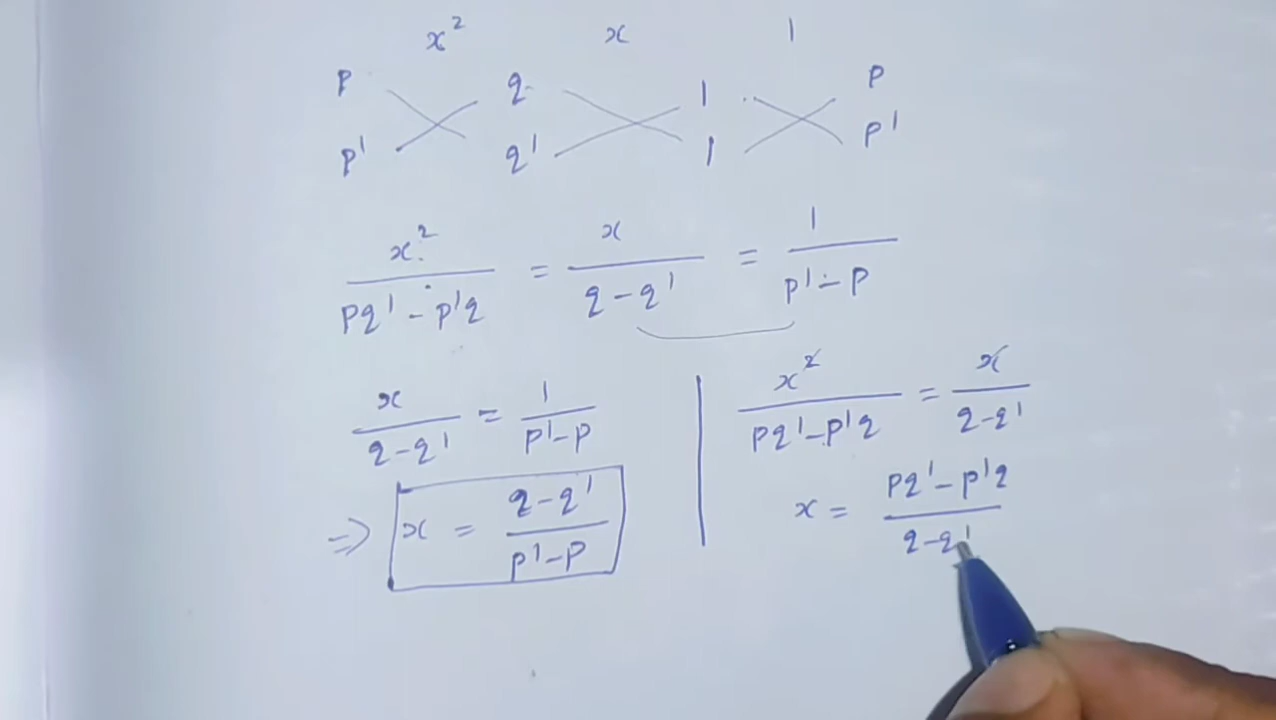 x² x 1
p q 1 p
p' q' 1 p'
x² / (pq' - p'q) = x / (q - q') = 1 / (p' - p)
x / (q - q') = 1 / (p' - p)
⇒ x = (q - q') / (p' - p)
x² / (pq' - p'q) = x / (q - q')
x = (pq' - p'q) / (q - q')